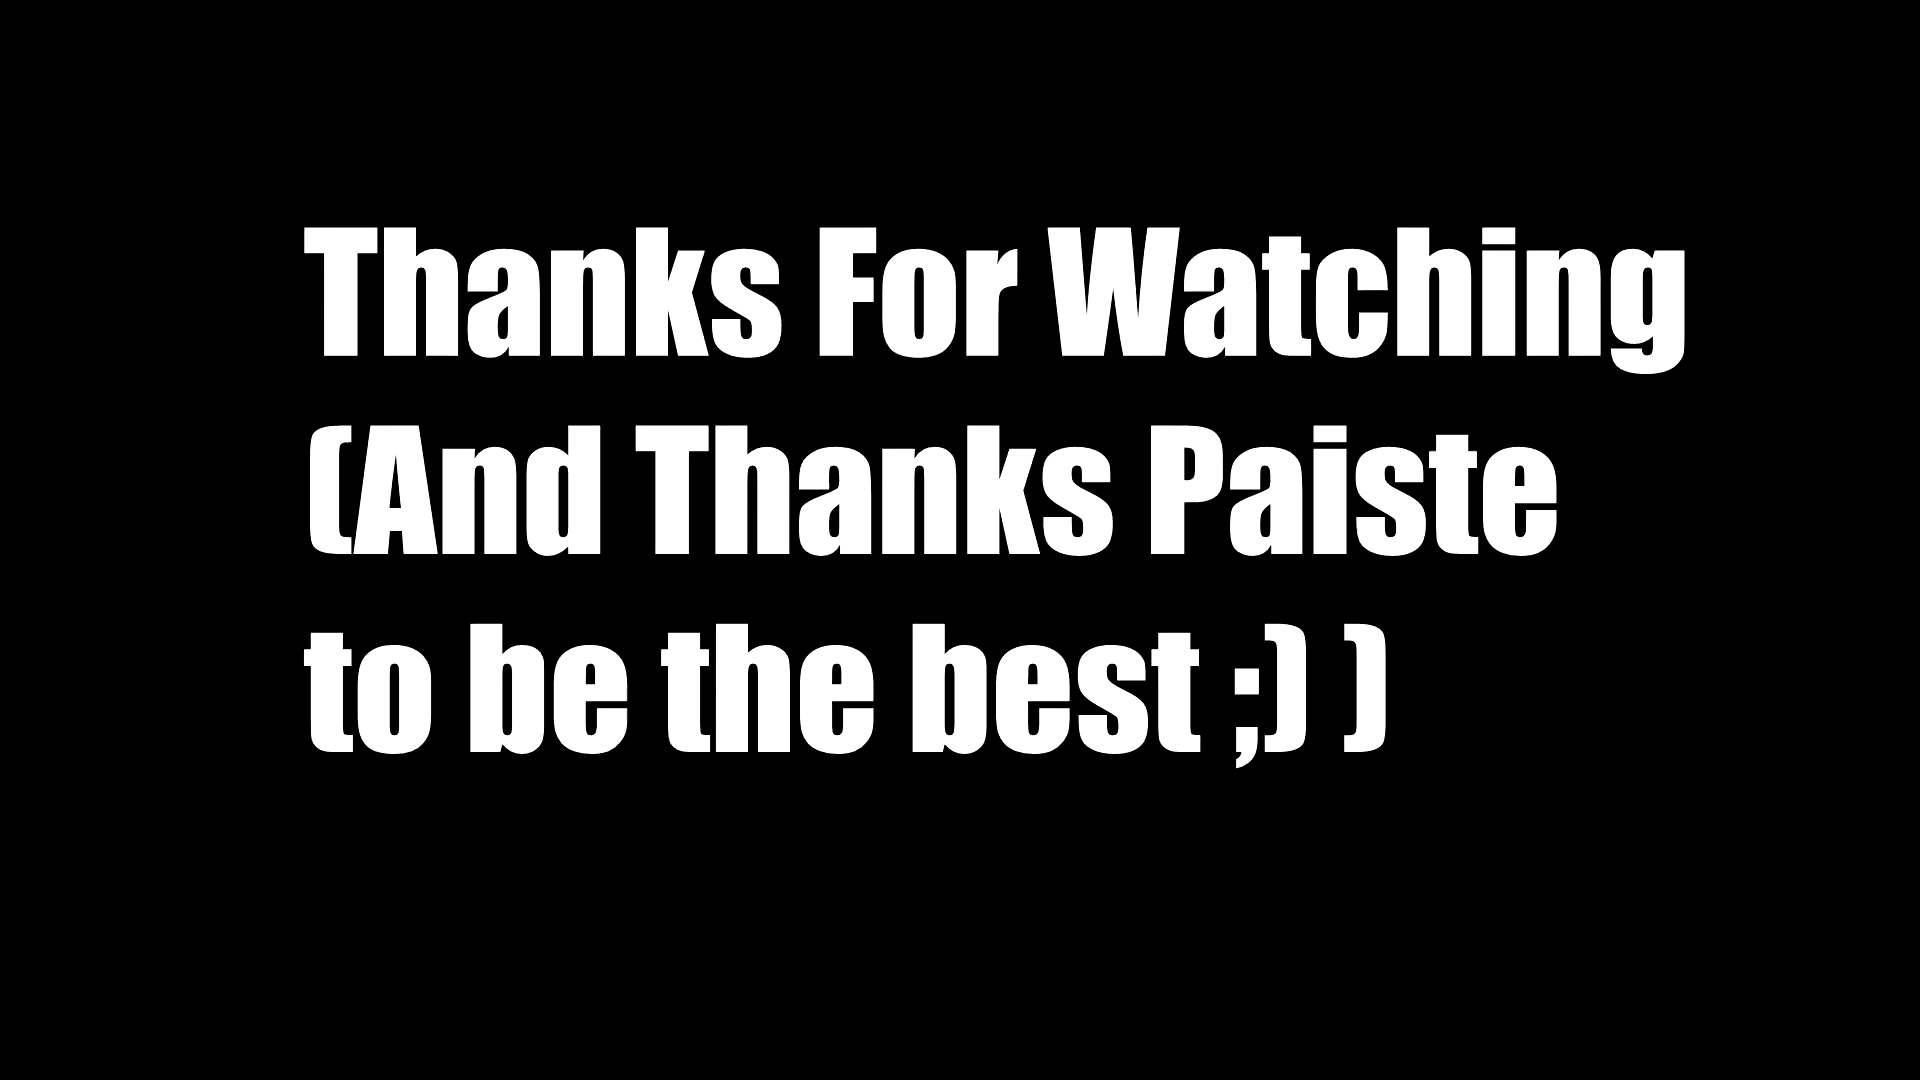 Thanks For Watching
(And Thanks Paiste
to be the best ;) )